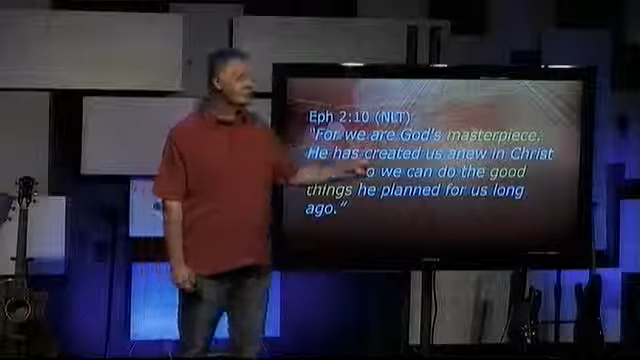 Eph 2:10 (NLT)
"For we are God's masterpiece.
He has created us anew in Christ
so we can do the good
things he planned for us long
ago."